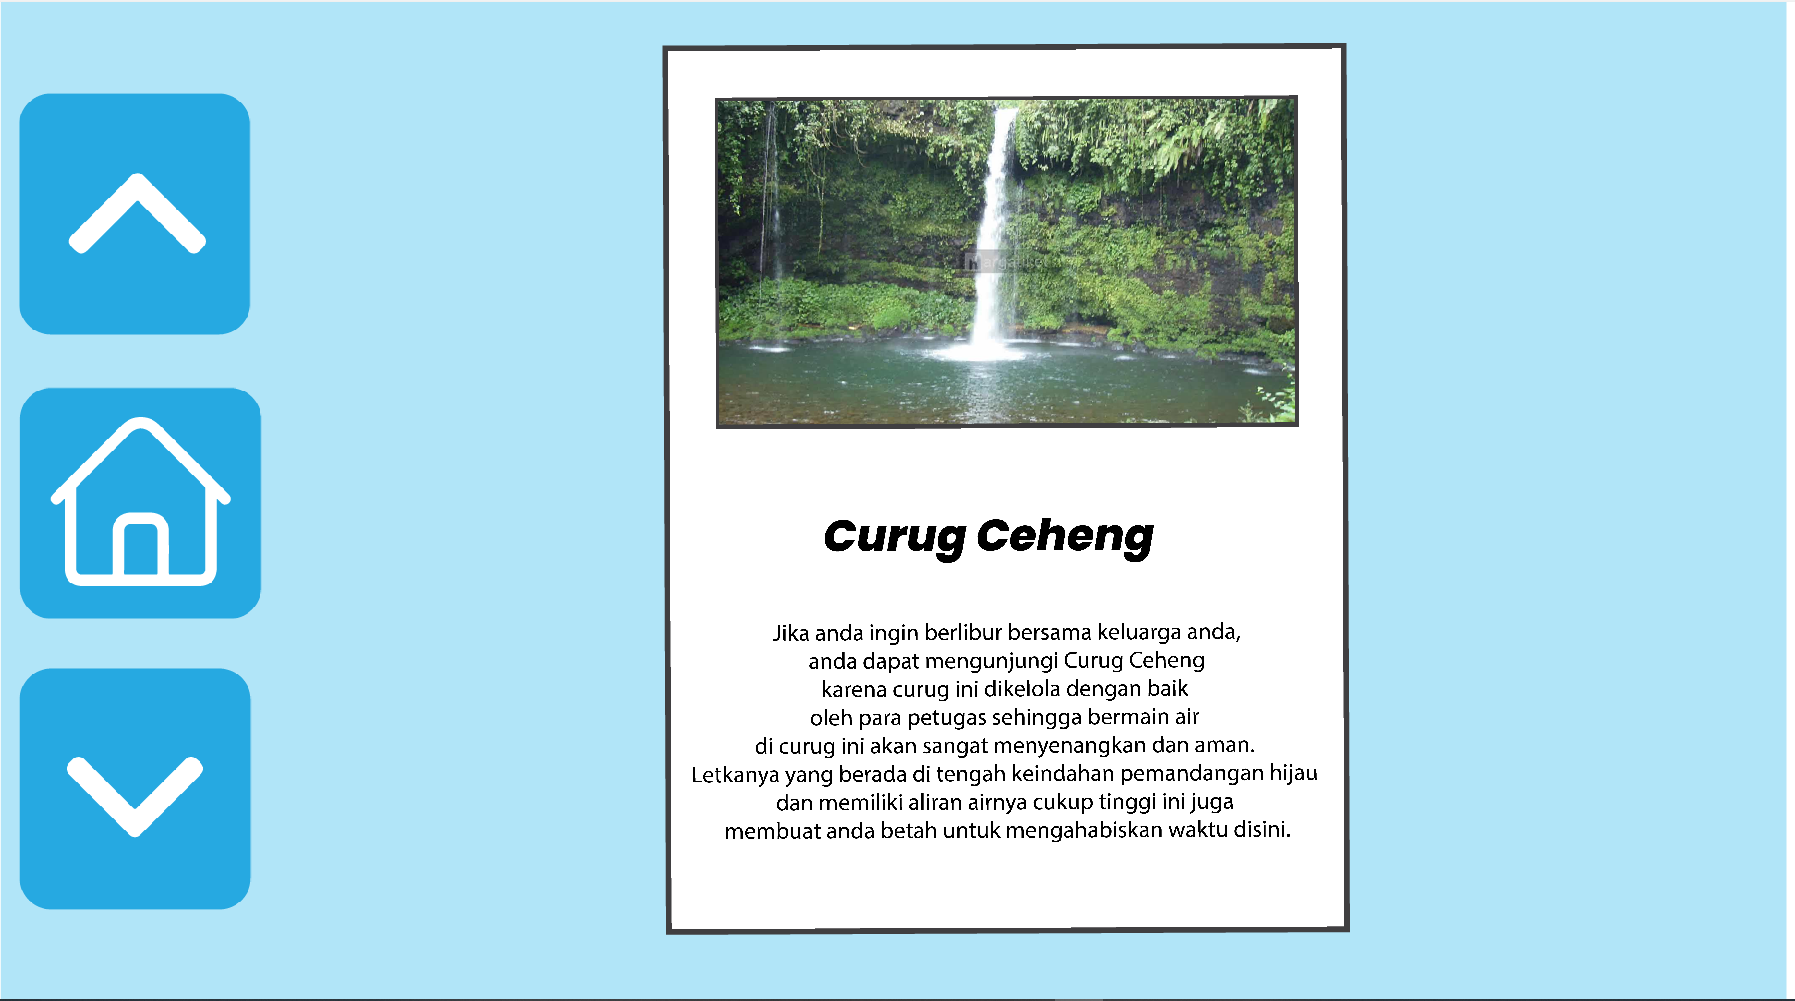 Curug Ceheng
Jika anda ingin berlibur bersama keluarga anda,
anda dapat mengunjungi Curug Ceheng
karena curug ini dikelola dengan baik
oleh para petugas sehingga bermain air
di curug ini akan sangat menyenangkan dan aman.
Letkanya yang berada di tengah keindahan pemandangan hijau
dan memiliki aliran airnya cukup tinggi ini juga
membuat anda betah untuk mengahabiskan waktu disini.